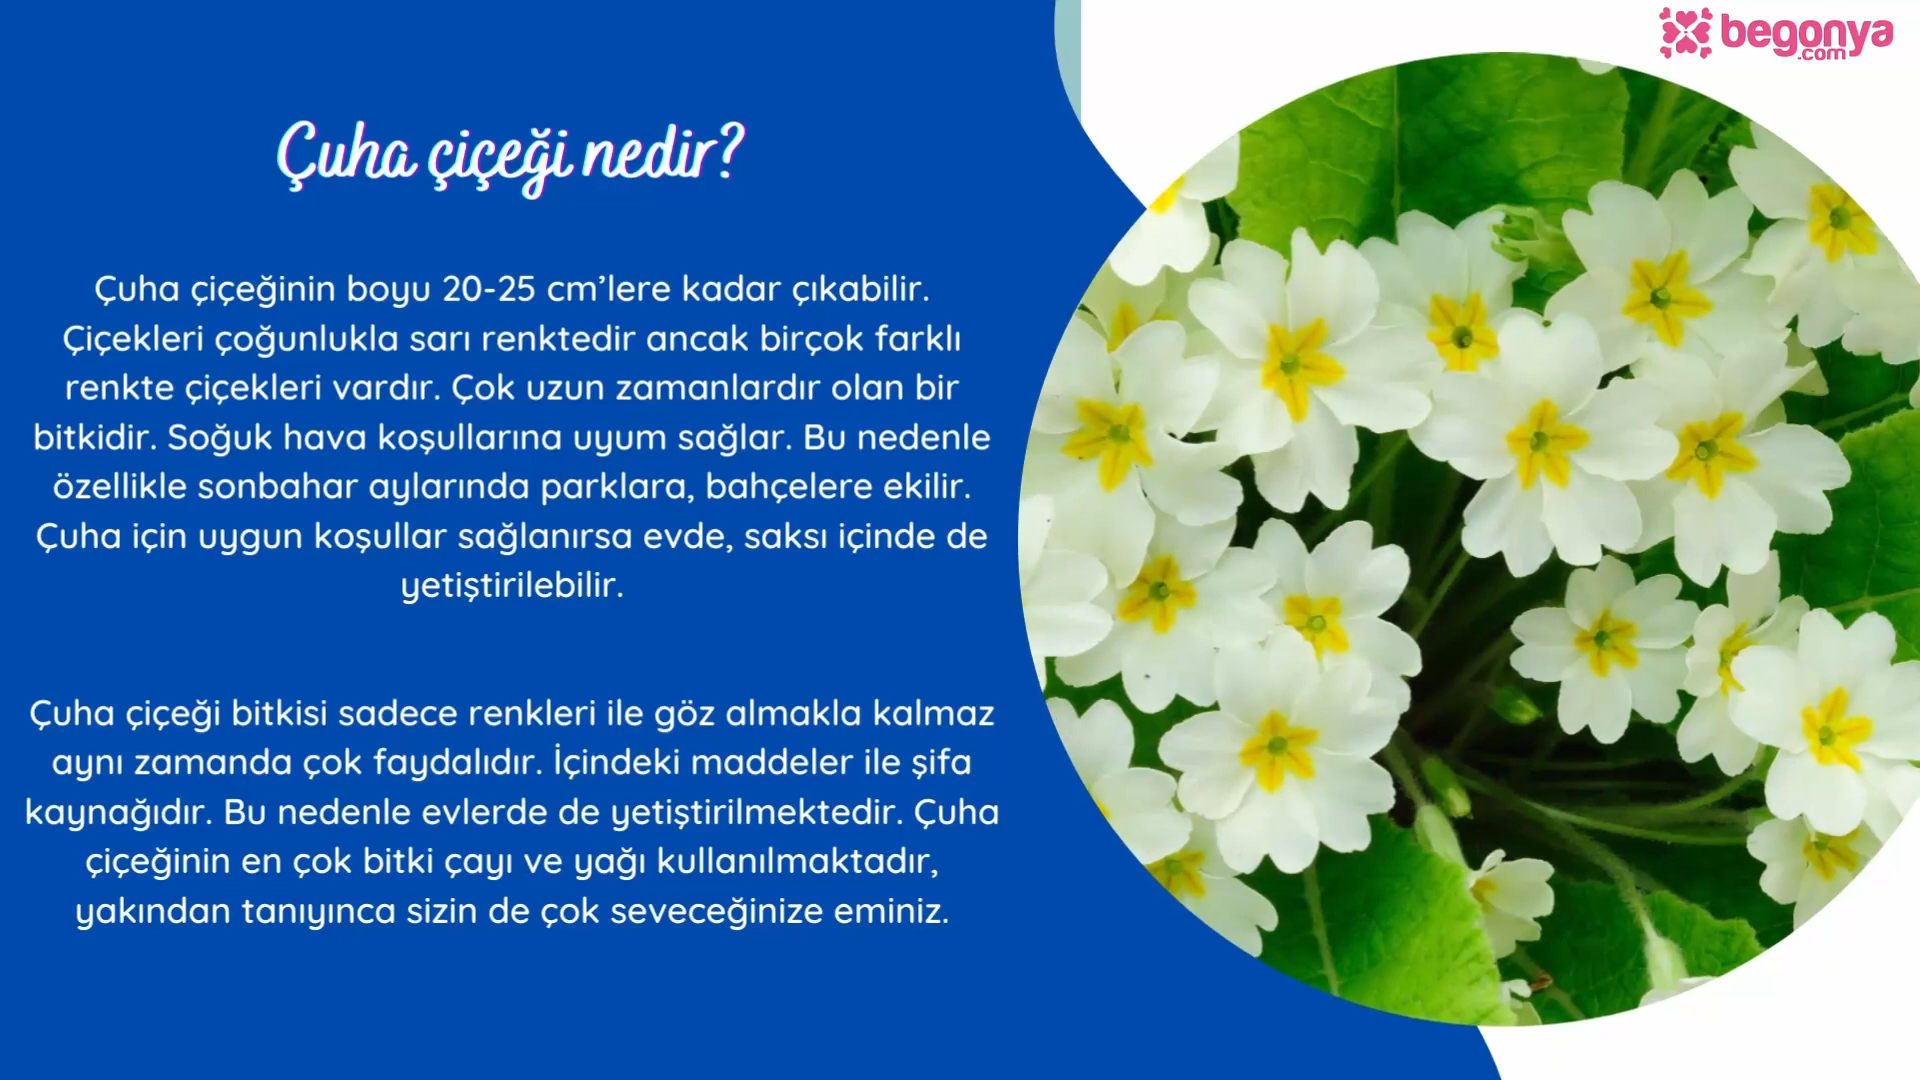 begonya
.com
Çuha çiçeği nedir?
Çuha çiçeğinin boyu 20-25 cm’lere kadar çıkabilir.
Çiçekleri çoğunlukla sarı renktedir ancak birçok farklı
renkte çiçekleri vardır. Çok uzun zamanlardır olan bir
bitkidir. Soğuk hava koşullarına uyum sağlar. Bu nedenle
özellikle sonbahar aylarında parklara, bahçelere ekilir.
Çuha için uygun koşullar sağlanırsa evde, saksı içinde de
yetiştirilebilir.
Çuha çiçeği bitkisi sadece renkleri ile göz almakla kalmaz
aynı zamanda çok faydalıdır. İçindeki maddeler ile şifa
kaynağıdır. Bu nedenle evlerde de yetiştirilmektedir. Çuha
çiçeğinin en çok bitki çayı ve yağı kullanılmaktadır,
yakından tanıyınca sizin de çok seveceğinize eminiz.